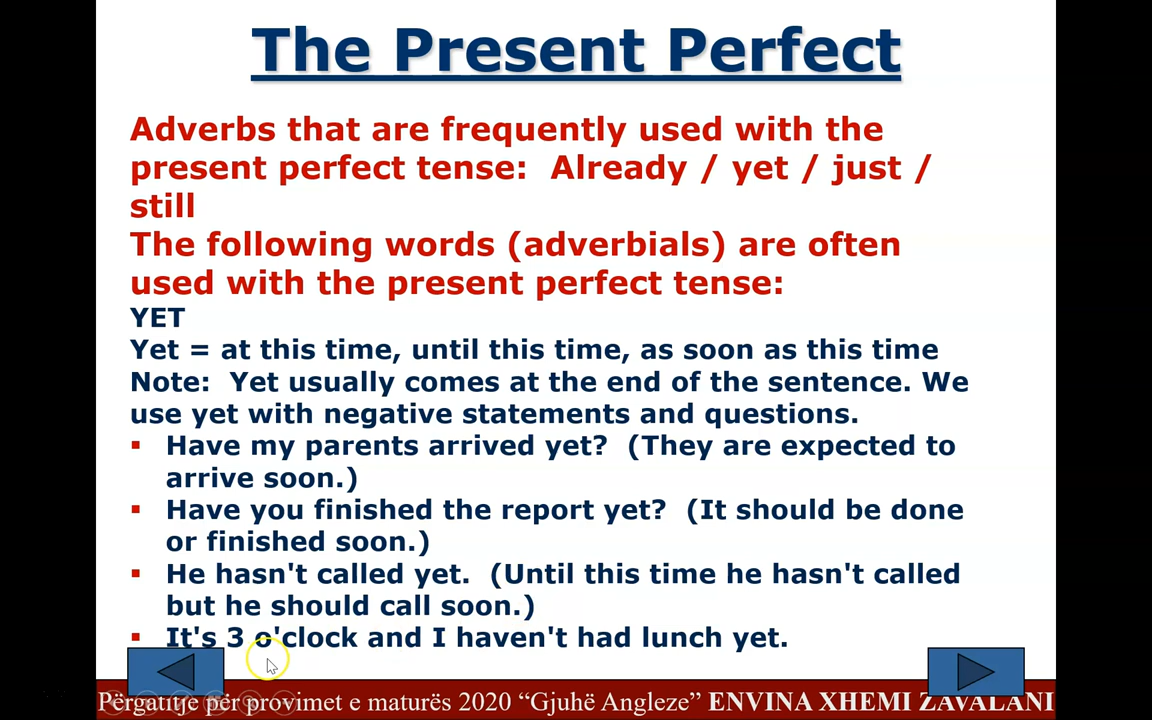 The Present Perfect
Adverbs that are frequently used with the
present perfect tense:  Already / yet / just /
still
The following words (adverbials) are often
used with the present perfect tense:
YET
Yet = at this time, until this time, as soon as this time
Note:  Yet usually comes at the end of the sentence. We
use yet with negative statements and questions.
▪ Have my parents arrived yet?  (They are expected to
arrive soon.)
▪ Have you finished the report yet?  (It should be done
or finished soon.)
▪ He hasn't called yet.  (Until this time he hasn't called
but he should call soon.)
▪ It's 3 o'clock and I haven't had lunch yet.
Përgatitje për provimet e maturës 2020 “Gjuhë Angleze” ENVINA XHEMI ZAVALANI